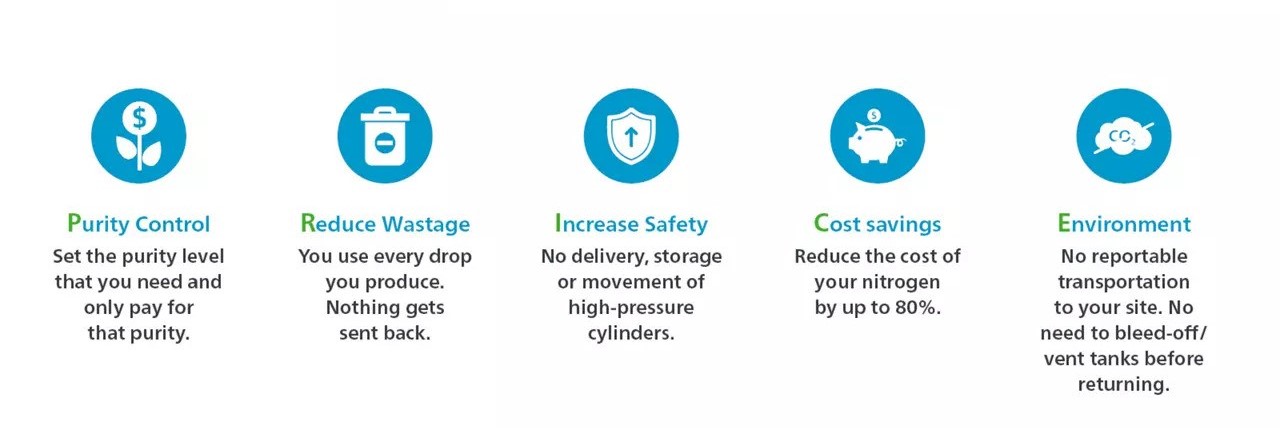 $
Purity Control
Set the purity level
that you need and
only pay for
that purity.
Reduce Wastage
You use every drop
you produce.
Nothing gets
sent back.
Increase Safety
No delivery, storage
or movement of
high-pressure
cylinders.
$
Cost savings
Reduce the cost of
your nitrogen
by up to 80%.
CO2
Environment
No reportable
transportation
to your site. No
need to bleed-off/
vent tanks before
returning.